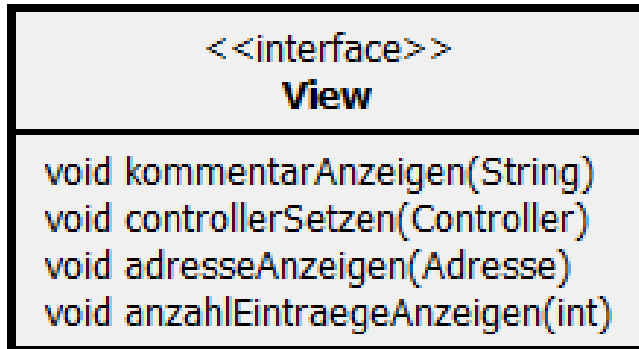 <<interface>>
View
void kommentarAnzeigen(String)
void controllerSetzen(Controller)
void adresseAnzeigen(Adresse)
void anzahlEintraegeAnzeigen(int)